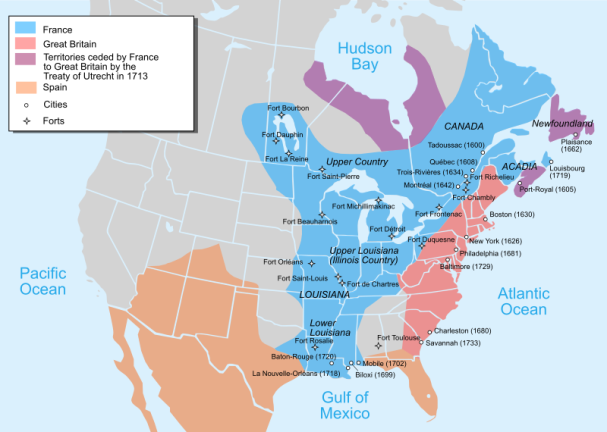 France
Great Britain
Territories ceded by France
to Great Britain by the
Treaty of Utrecht in 1713
Spain
Cities
Forts
Hudson
Bay
Fort Bourbon
Fort Dauphin
Fort La Reine
Fort Saint-Pierre
Upper Country
CANADA
Newfoundland
Plaisance
(1662)
Tadoussac (1600)
Québec (1608)
ACADIA
Louisbourg
(1719)
Trois-Rivières (1634)
Fort Richelieu
Montréal (1642)
Port-Royal (1605)
Fort Chambly
Fort Michilimakinac
Fort Frontenac
Fort Beauharnois
Boston (1630)
Fort Détroit
Fort Duquesne
New York (1626)
Upper Louisiana
(Illinois Country)
Philadelphia (1681)
Fort Orléans
Baltimore (1729)
Pacific
Ocean
Fort Saint-Louis
Fort de Chartres
LOUISIANA
Atlantic
Ocean
Lower
Louisiana
Charleston (1680)
Fort Rosalie
Fort Toulouse
Savannah (1733)
Baton-Rouge (1720)
Mobile (1702)
La Nouvelle-Orléans (1718)
Biloxi (1699)
Gulf of
Mexico